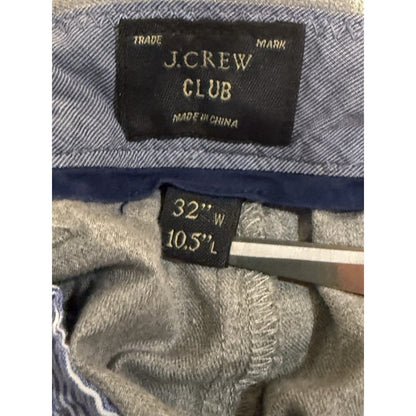 TRADE MARK
J.CREW
CLUB
MADE IN CHINA
32" W
10.5" L